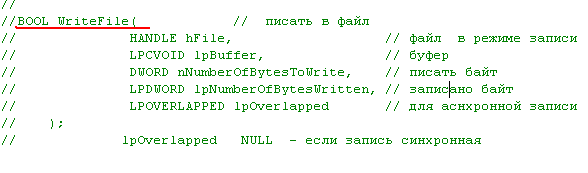 //
//BOOL WriteFile( // писать в файл
// HANDLE hFile, // файл в режиме записи
// LPCVOID lpBuffer, // буфер
// DWORD nNumberOfBytesToWrite, // писать байт
// LPDWORD lpNumberOfBytesWritten, // записано байт
// LPOVERLAPPED lpOverlapped // для аснхронной записи
// );
// lpOverlapped NULL - если запись синхронная